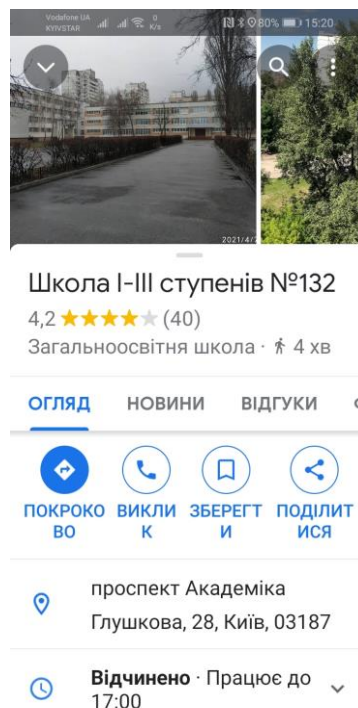 Vodafone UA
KYIVSTAR
0
K/s
80%
15:20
2021/4/
Школа І-ІІІ ступенів №132
4,2 (40)
Загальноосвітня школа · 4 хв
ОГЛЯД НОВИНИ ВІДГУКИ
ПОКРОКО
ВО
ВИКЛИ
К
ЗБЕРЕГТ
И
ПОДІЛИТ
ИСЯ
проспект Академіка
Глушкова, 28, Київ, 03187
Відчинено · Працює до
17:00